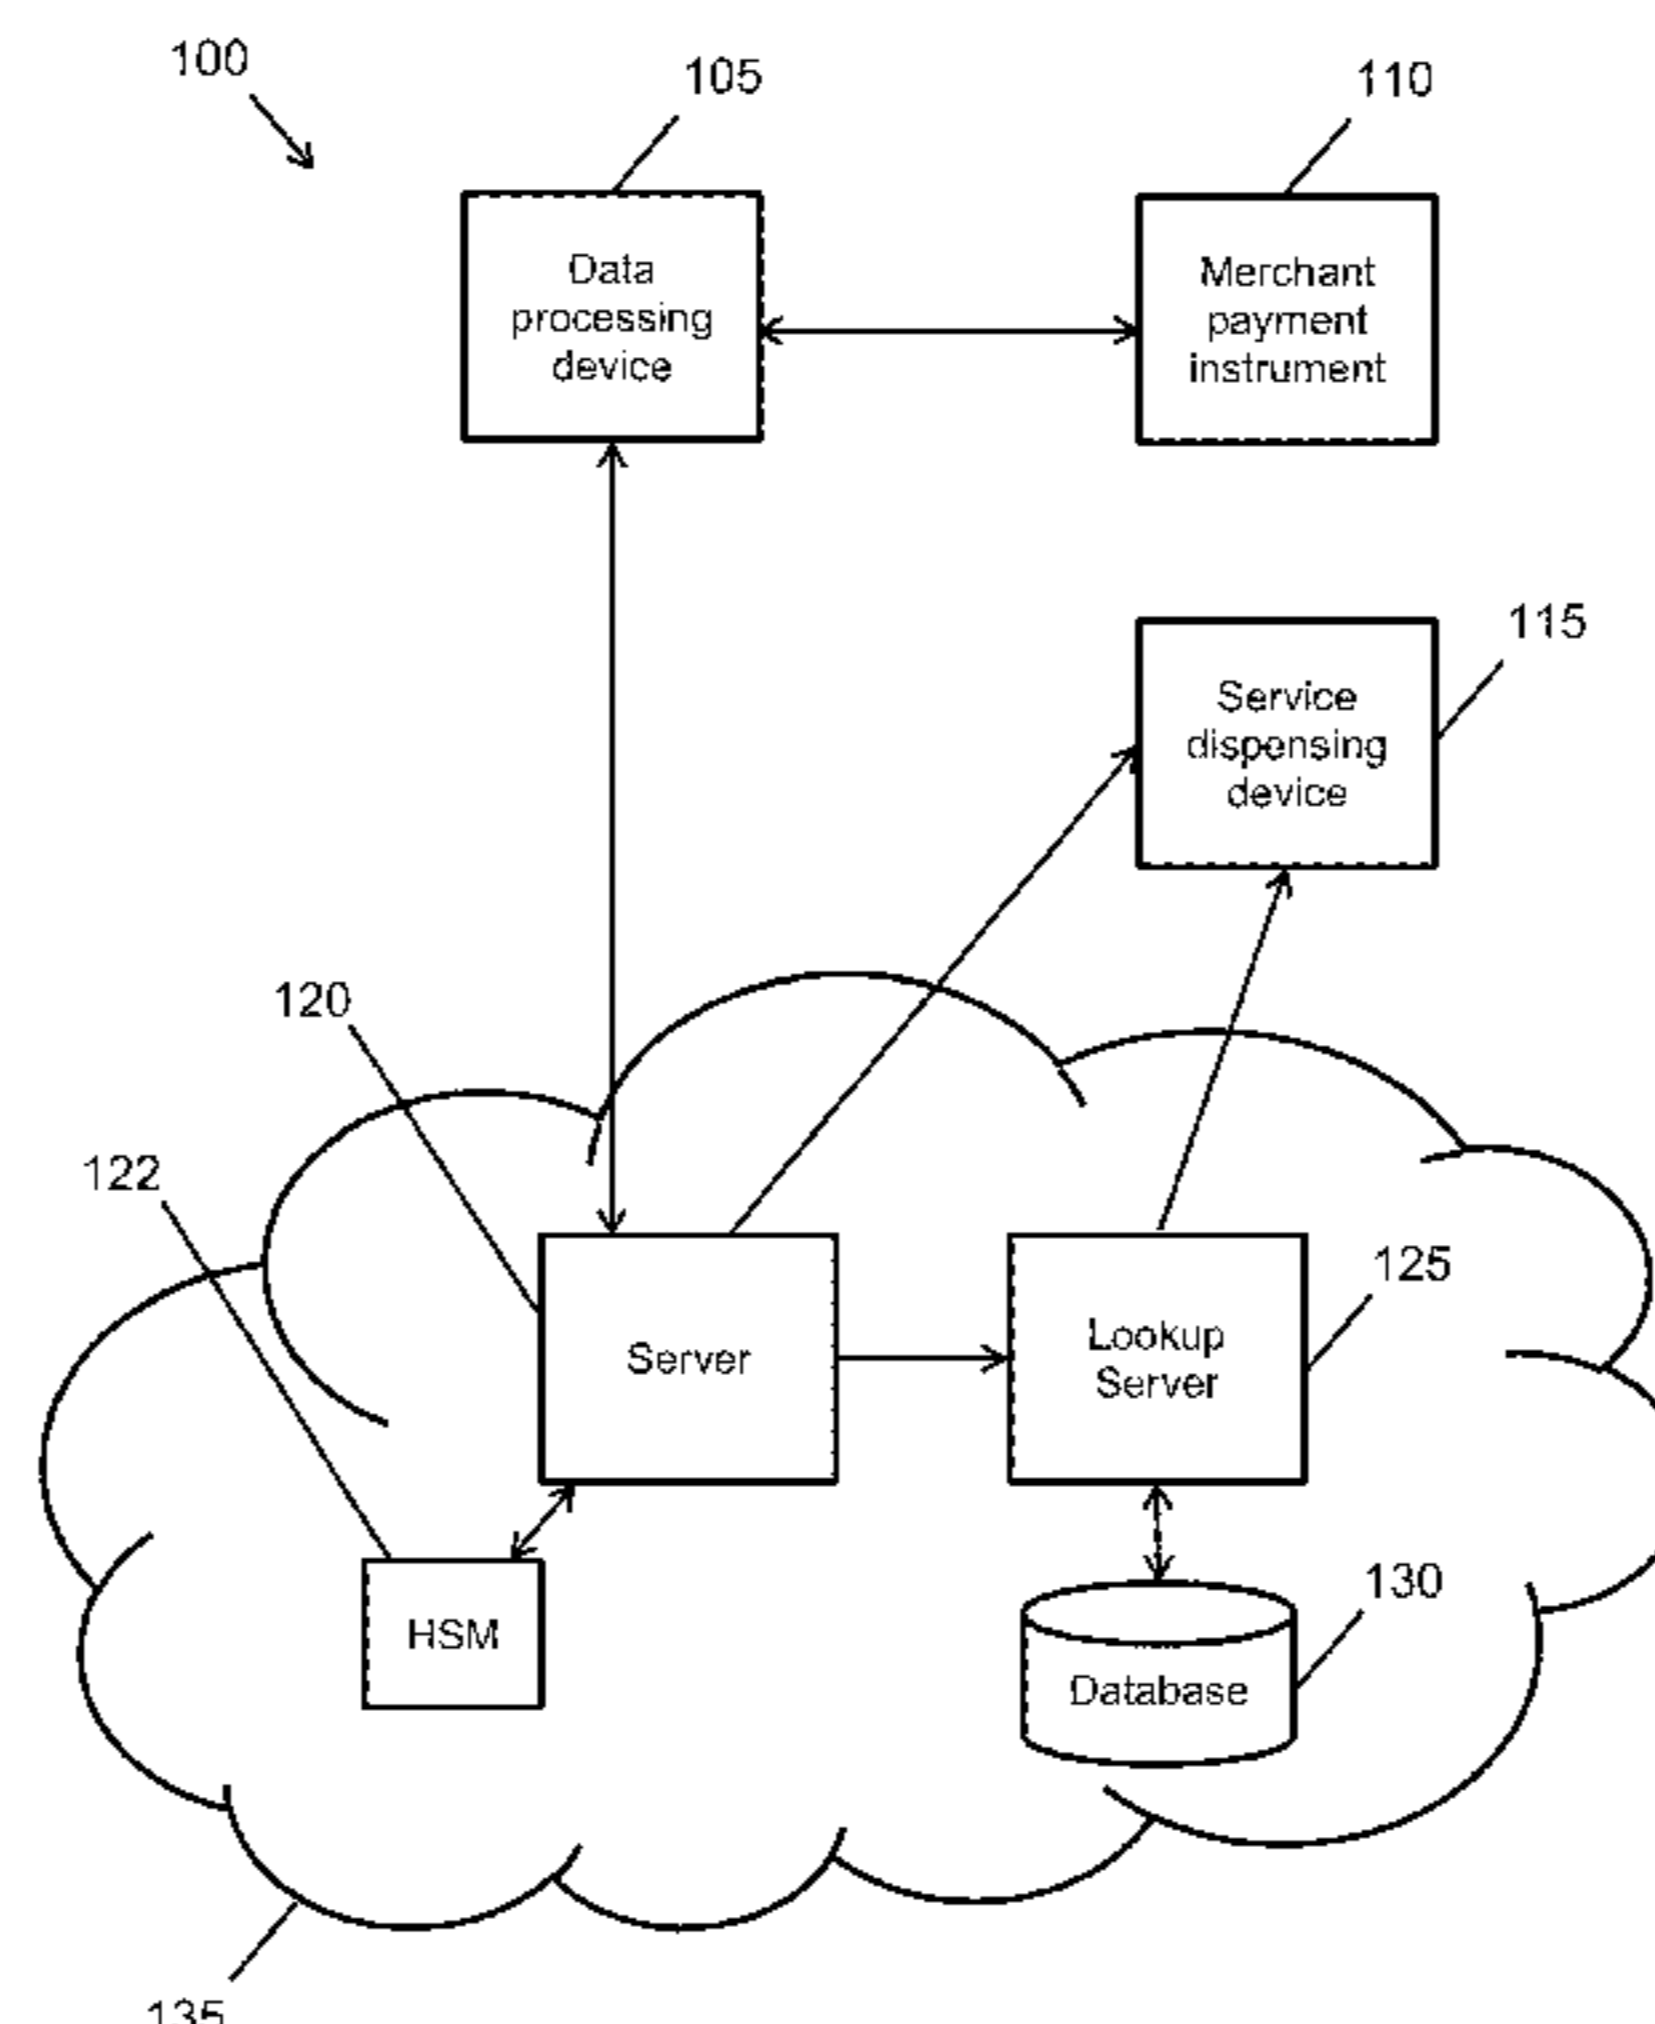 100
105
110
Data
processing
device
Merchant
payment
instrument
115
Service
dispensing
device
120
122
125
Server
Lookup
Server
130
HSM
Database
135